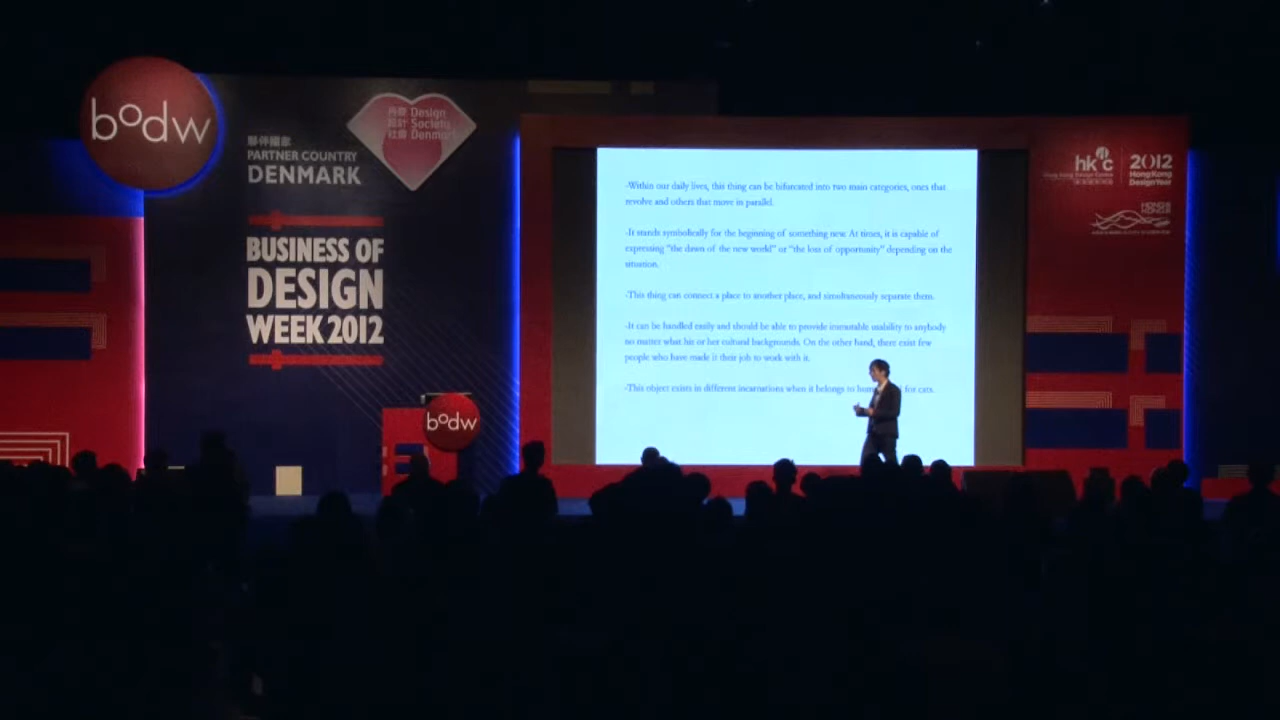 bodw
夥伴國家
PARTNER COUNTRY
DENMARK
丹麥 Design
設計 Society
社會 Denmark
BUSINESS OF
DESIGN
WEEK 2012
bodw
-Within our daily lives, this thing can be bifurcated into two main categories, ones that
revolve and others that move in parallel.
-It stands symbolically for the beginning of something new. At times, it is capable of
expressing "the dawn of the new world" or "the loss of opportunity" depending on the
situation.
-This thing can connect a place to another place, and simultaneously separate them.
-It can be handled easily and should be able to provide immutable usability to anybody
no matter what his or her cultural backgrounds. On the other hand, there exist few
people who have made it their job to work with it.
-This object exists in different incarnations when it belongs to for cats.
hkdc
Hong Kong Design Centre
2012
Hong Kong
Design Year
HONG
KONG